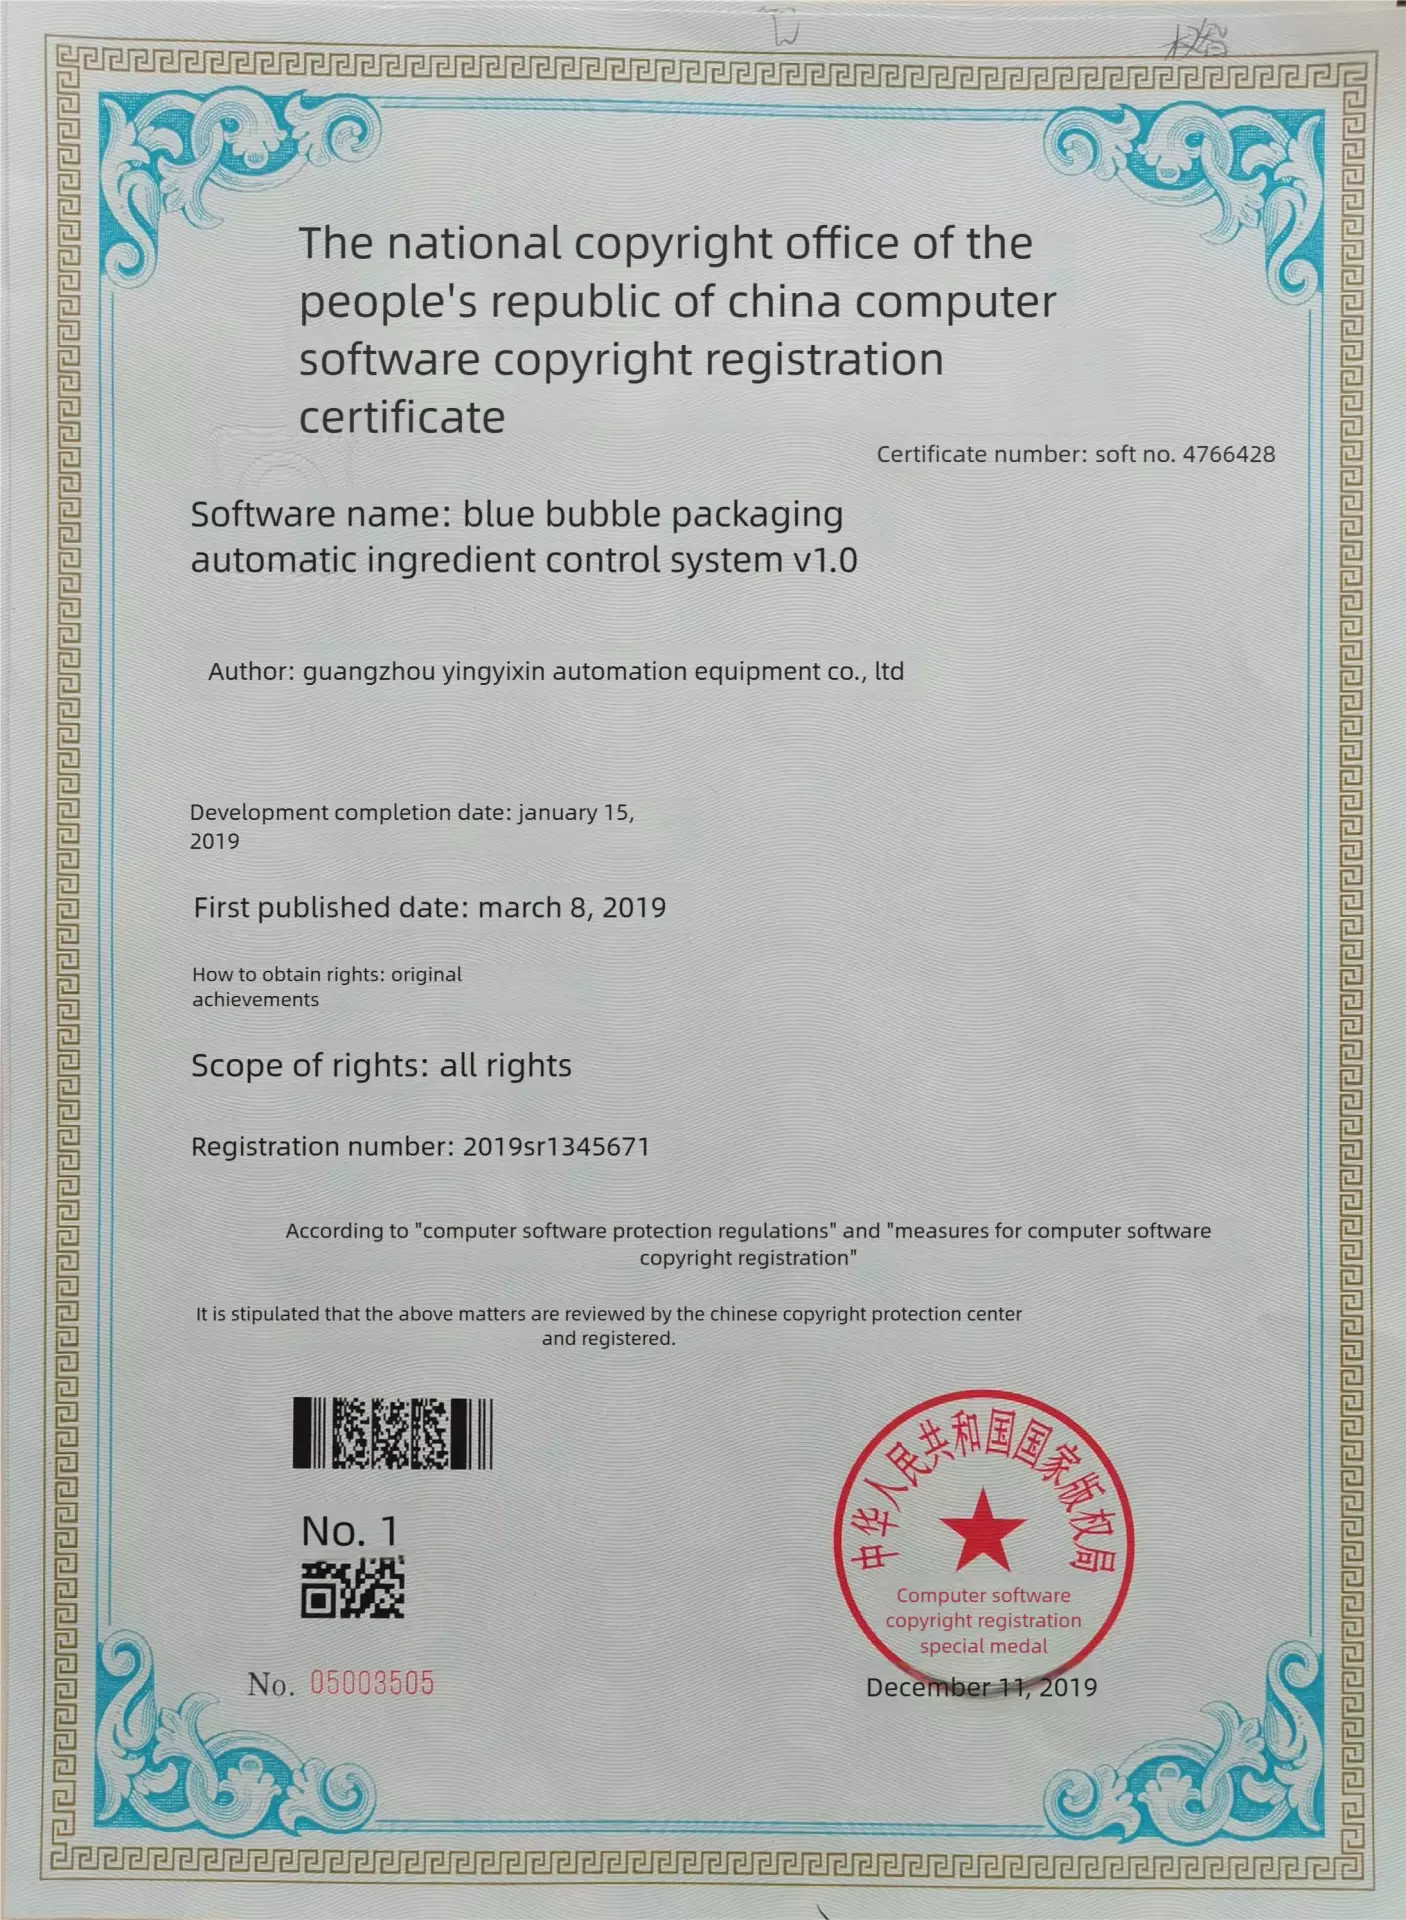 The national copyright office of the
people's republic of china computer
software copyright registration
certificate
Certificate number: soft no. 4766428
Software name: blue bubble packaging
automatic ingredient control system v1.0
Author: guangzhou yingyixin automation equipment co., ltd
Development completion date: january 15,
2019
First published date: march 8, 2019
How to obtain rights: original
achievements
Scope of rights: all rights
Registration number: 2019sr1345671
According to "computer software protection regulations" and "measures for computer software
copyright registration"
It is stipulated that the above matters are reviewed by the chinese copyright protection center
and registered.
No. 1
No. 05003505
中华人民共和国国家版权局
Computer software
copyright registration
special medal
December 11, 2019